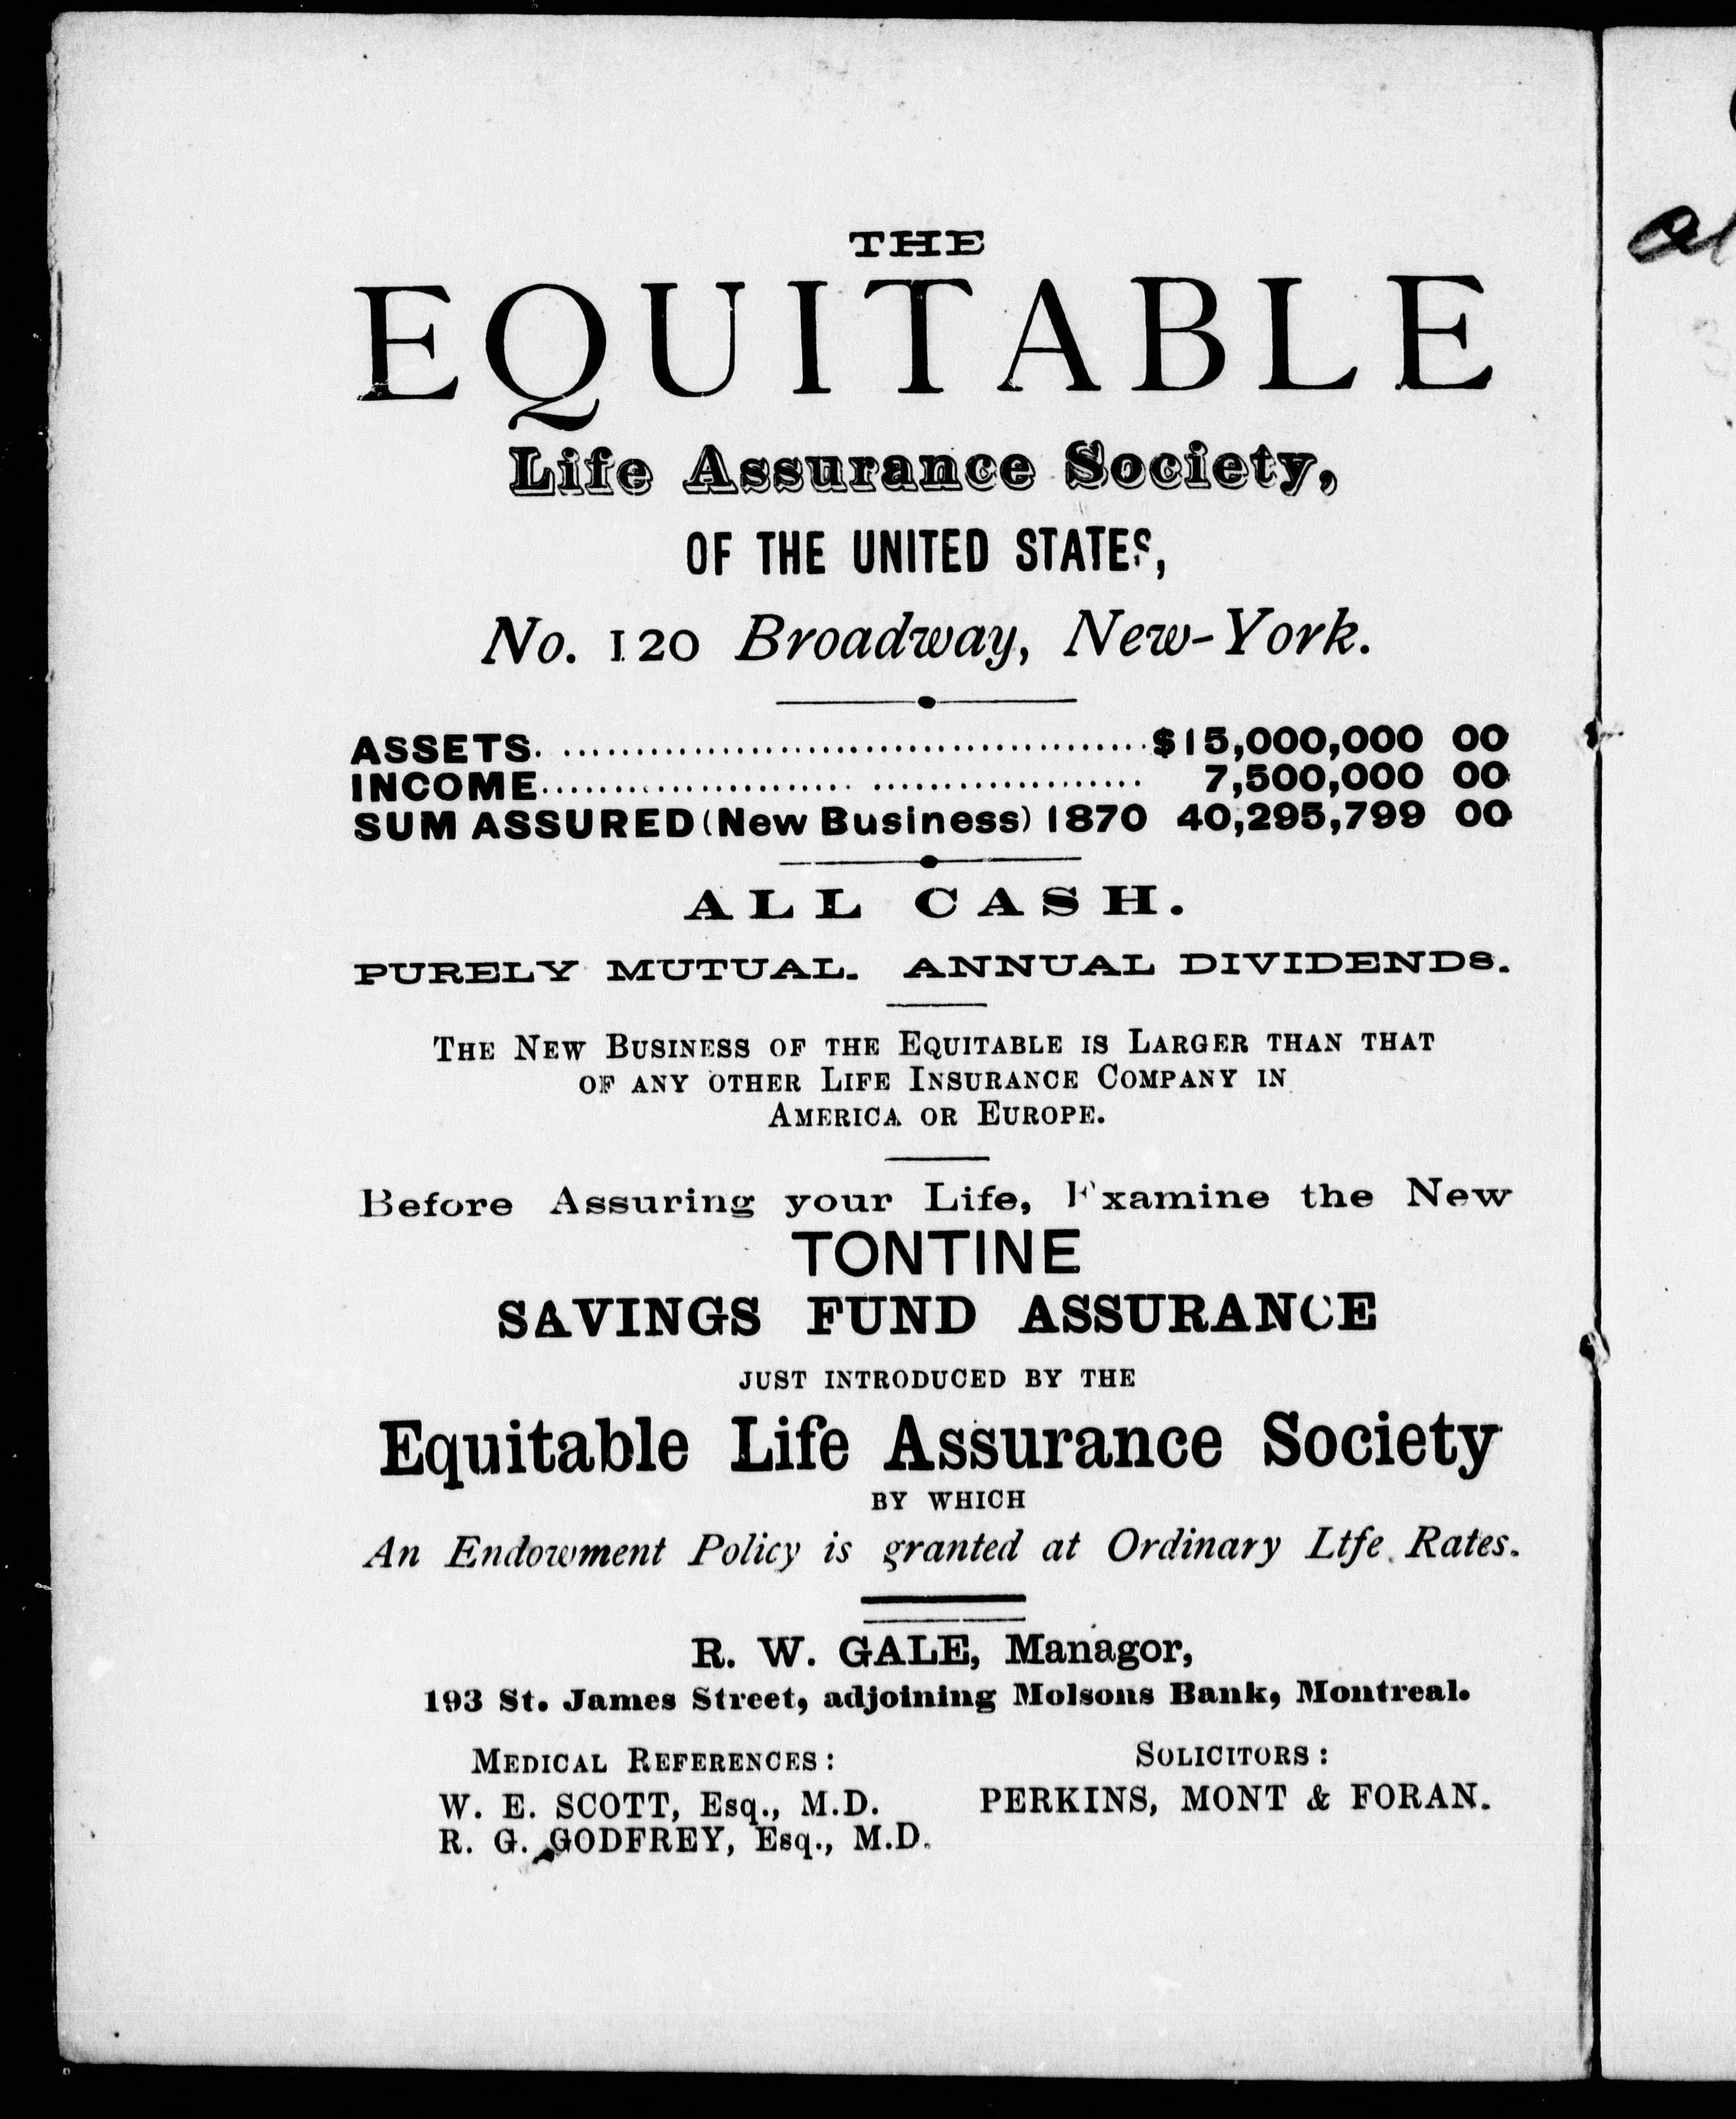 THE
EQUITABLE
Life Assurance Society,
OF THE UNITED STATES,
No. 120 Broadway, New-York.
ASSETS. ........................................ $15,000,000 00
INCOME........................ ................... 7,500,000 00
SUM ASSURED (New Business) 1870 40,295,799 00
ALL CASH.
PURELY MUTUAL. ANNUAL DIVIDENDS.
THE NEW BUSINESS OF THE EQUITABLE IS LARGER THAN THAT
OF ANY OTHER LIFE INSURANCE COMPANY IN
AMERICA OR EUROPE.
Before Assuring your Life, Examine the New
TONTINE
SAVINGS FUND ASSURANCE
JUST INTRODUCED BY THE
Equitable Life Assurance Society
BY WHICH
An Endowment Policy is granted at Ordinary Ltfe Rates.
R. W. GALE, Managor,
193 St. James Street, adjoining Molsons Bank, Montreal.
MEDICAL REFERENCES:
W. E. SCOTT, Esq., M.D.
R. G. GODFREY, Esq., M.D.
SOLICITORS:
PERKINS, MONT & FORAN.